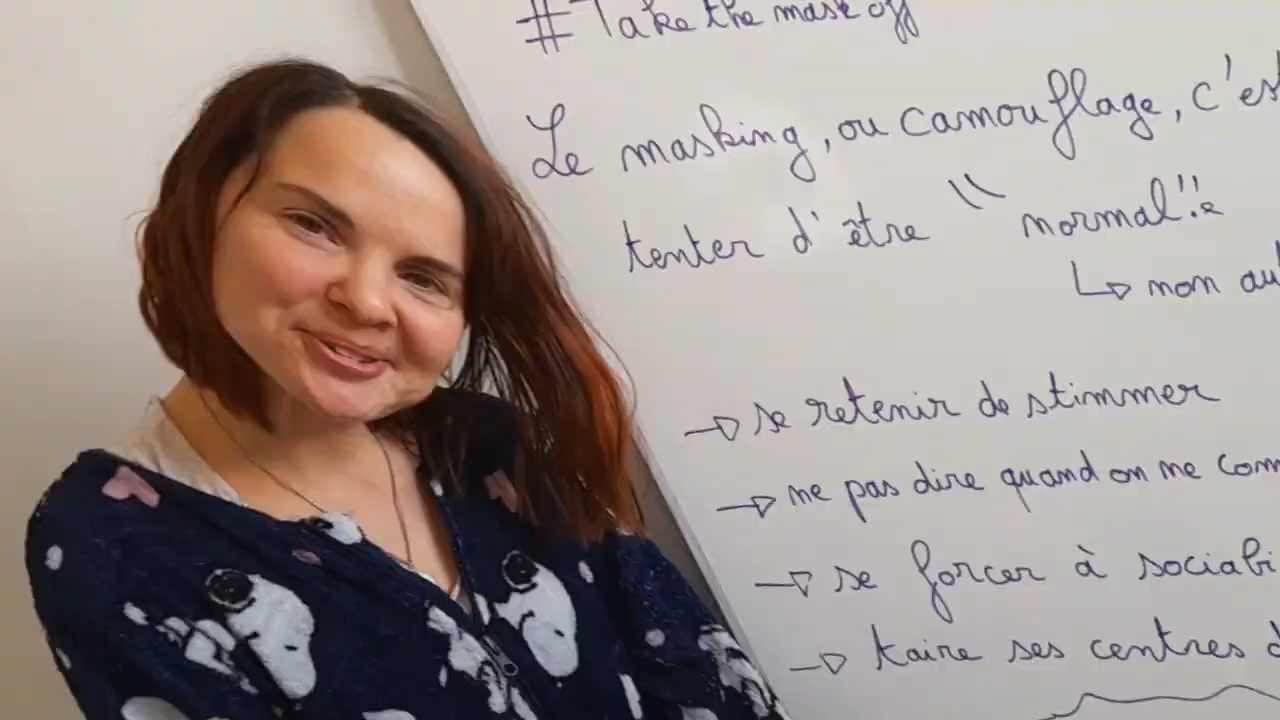 #Take the mask off
Le masking, ou camouflage, c'est
tenter d'être "normal".e
↳ non au
→ se retenir de stimmer
→ ne pas dire quand on ne com
→ se forcer à sociabi
→ taire ses centres d